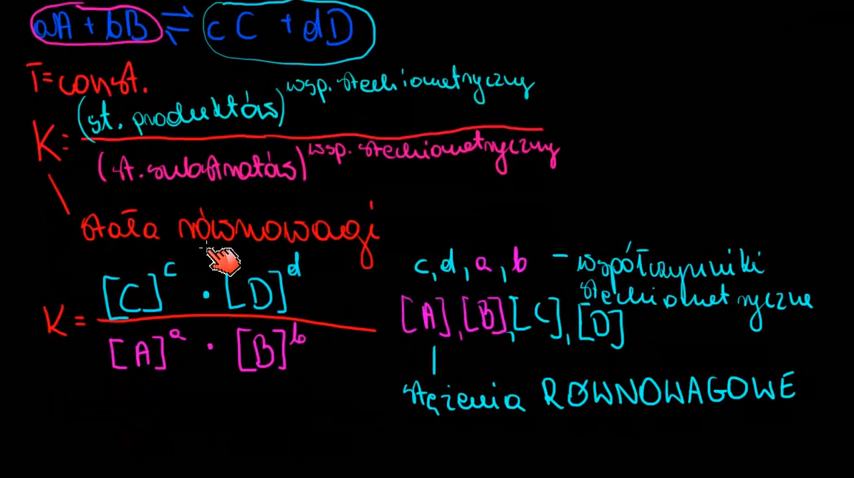 aA + bB ⇌ cC + dD
T = const.
K = (st. produktów)^wsp. stechiometryczny
(st. substratów)^wsp. stechiometryczny
stała równowagi
K = [C]^c · [D]^d
[A]^a · [B]^b
c, d, a, b – współczynniki
stechiometryczne
[A], [B], [C], [D]
stężenia RÓWNOWAGOWE